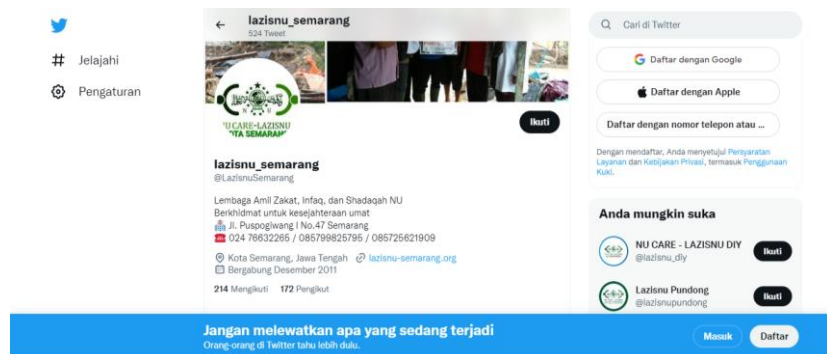 lazisnu_semarang
524 Tweet
Jelajahi
Pengaturan
NU CARE-LAZISNU
KOTA SEMARANG
Ikuti
lazisnu_semarang
@LazisnuSemarang
Lembaga Amil Zakat, Infaq, dan Shadaqah NU
Berkhidmat untuk kesejahteraan umat
Jl. Puspogiwang I No.47 Semarang
024 76632265 / 085799825795 / 085725621909
Kota Semarang, Jawa Tengah lazisnu-semarang.org
Bergabung Desember 2011
214 Mengikuti 172 Pengikut
Cari di Twitter
Daftar dengan Google
Daftar dengan Apple
Daftar dengan nomor telepon atau ...
Dengan mendaftar, Anda menyetujui Persyaratan
Layanan dan Kebijakan Privasi, termasuk Penggunaan
Kuki.
Anda mungkin suka
NU CARE - LAZISNU DIY
@lazisnu_diy
Ikuti
Lazisnu Pundong
@lazisnupundong
Ikuti
Jangan melewatkan apa yang sedang terjadi
Orang-orang di Twitter tahu lebih dulu.
Masuk
Daftar